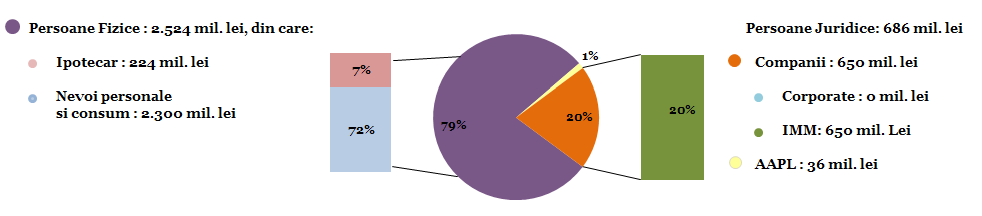 Persoane Fizice : 2.524 mil. lei, din care:
Ipotecar : 224 mil. lei
Nevoi personale
si consum : 2.300 mil. lei
7%
72%
79%
1%
20%
20%
Persoane Juridice: 686 mil. lei
Companii : 650 mil. lei
Corporate : 0 mil. lei
IMM: 650 mil. Lei
AAPL : 36 mil. lei